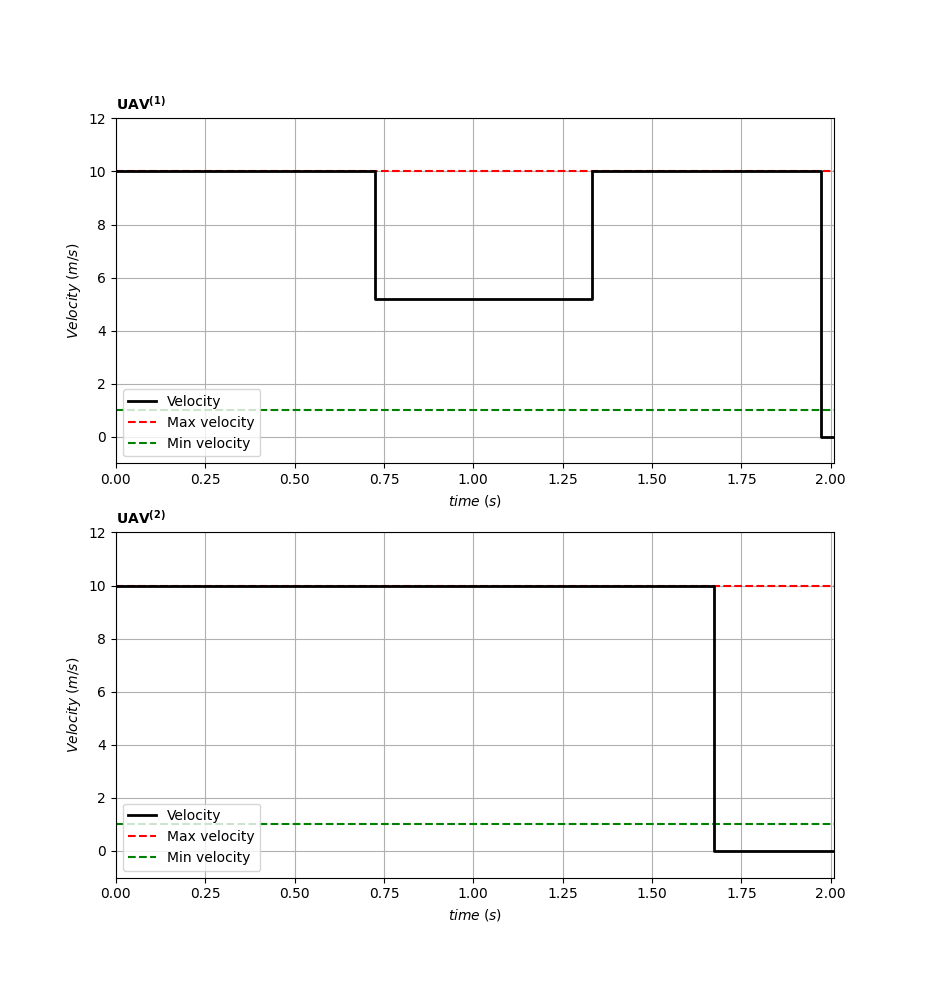 UAV(1)
12
10
8
6
4
2
0
Velocity (m/s)
Velocity
Max velocity
Min velocity
0.00 0.25 0.50 0.75 1.00 1.25 1.50 1.75 2.00
time (s)
UAV(2)
12
10
8
6
4
2
0
Velocity (m/s)
Velocity
Max velocity
Min velocity
0.00 0.25 0.50 0.75 1.00 1.25 1.50 1.75 2.00
time (s)